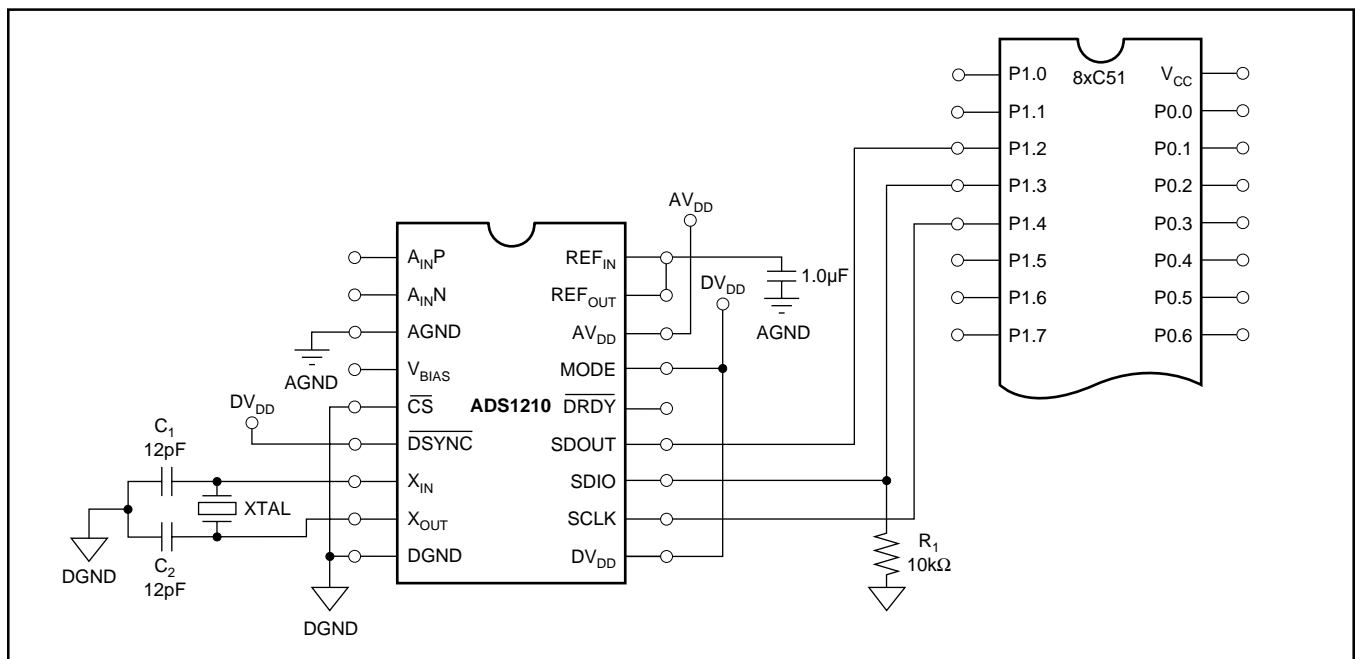 8xC51
P1.0
P1.1
P1.2
P1.3
P1.4
P1.5
P1.6
P1.7
VCC
P0.0
P0.1
P0.2
P0.3
P0.4
P0.5
P0.6
AVDD
DVDD
1.0µF
AGND
ADS1210
AINP
AINN
AGND
VBIAS
CS
DSYNC
XIN
XOUT
DGND
REFIN
REFOUT
AVDD
MODE
DRDY
SDOUT
SDIO
SCLK
DVDD
AGND
DVDD
C1
12pF
XTAL
C2
12pF
DGND
DGND
R1
10kΩ